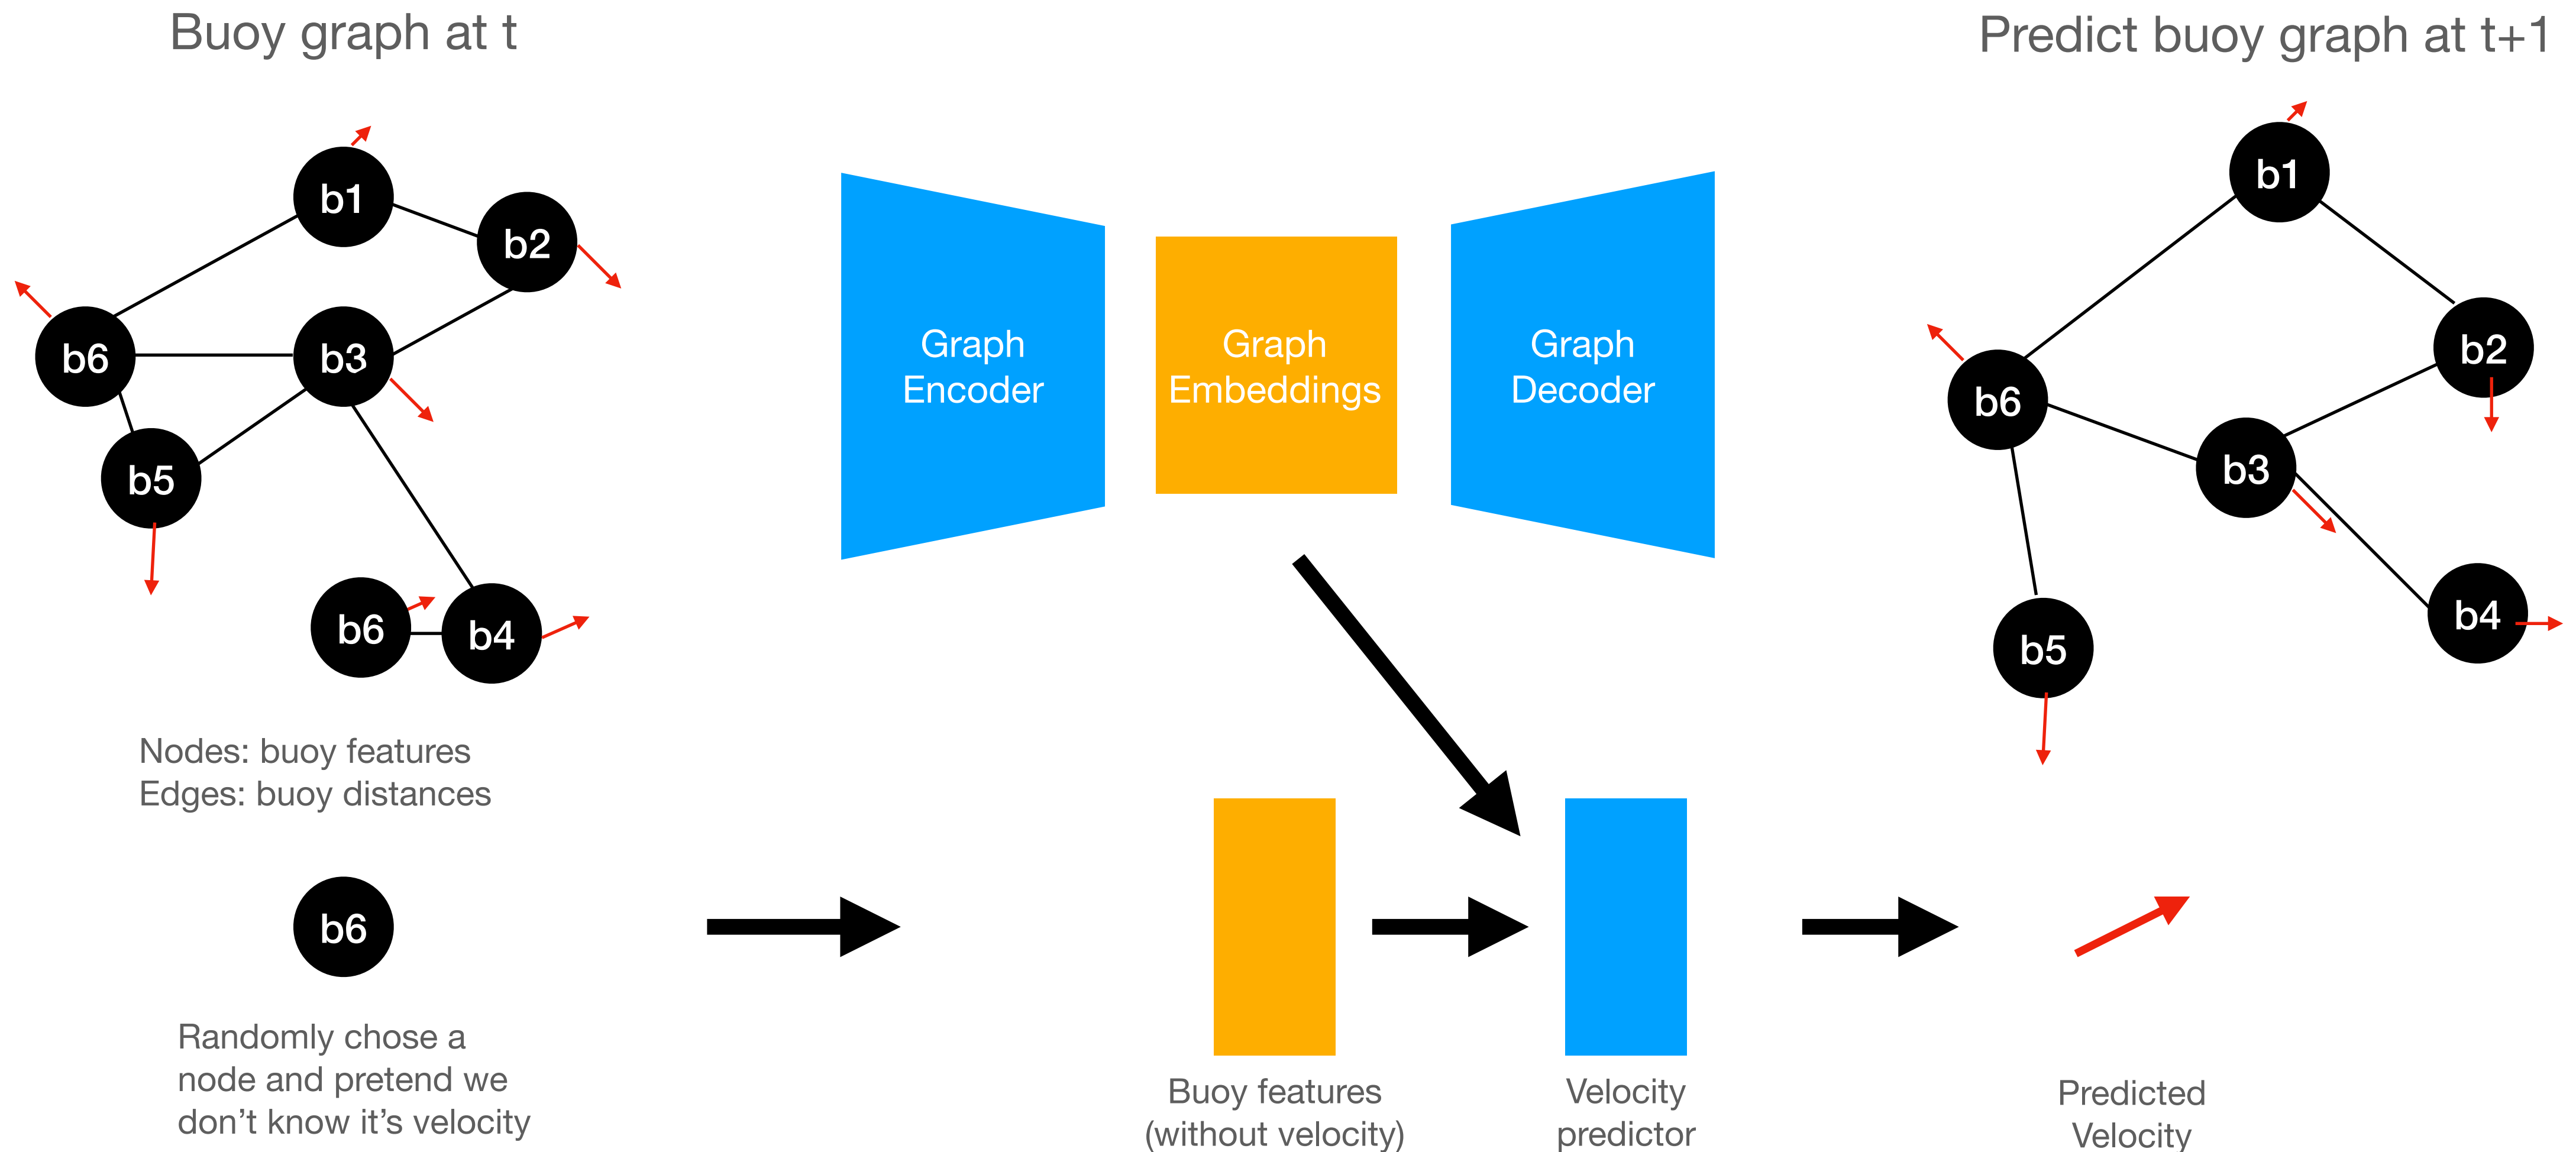 Buoy graph at t
Predict buoy graph at t+1
b1
b2
b6
b3
b5
b6
b4
Nodes: buoy features
Edges: buoy distances
Graph
Encoder
Graph
Embeddings
Graph
Decoder
b1
b2
b6
b3
b4
b5
b6
Randomly chose a
node and pretend we
don’t know it’s velocity
Buoy features
(without velocity)
Velocity
predictor
Predicted
Velocity